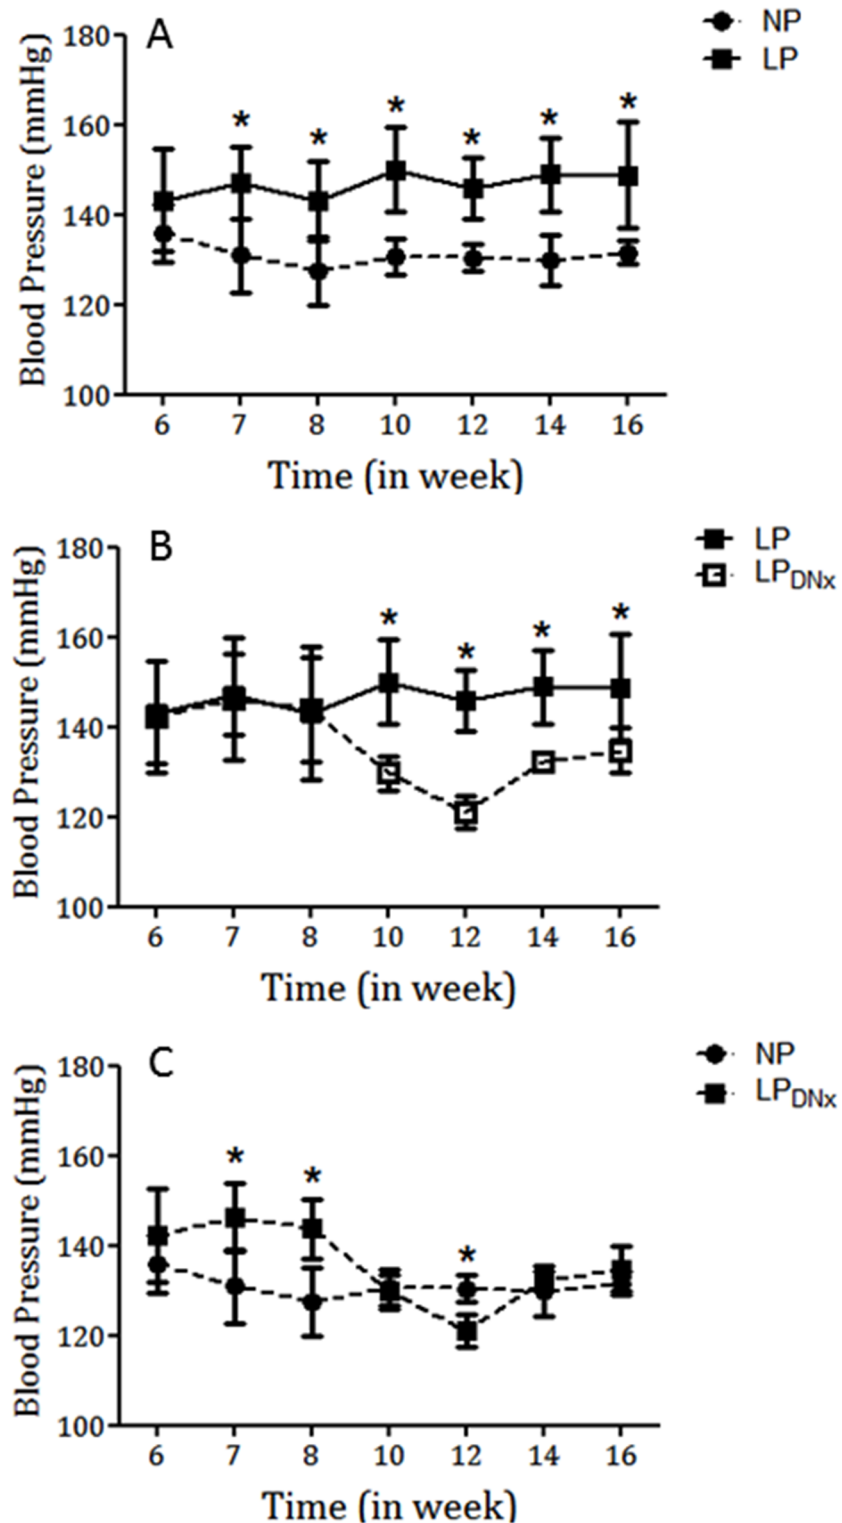 A
NP
LP
Blood Pressure (mmHg)
180
160
140
120
100
* * * * * *
6 7 8 10 12 14 16
Time (in week)
B
LP
LPDNx
Blood Pressure (mmHg)
180
160
140
120
100
* * * *
6 7 8 10 12 14 16
Time (in week)
C
NP
LPDNx
Blood Pressure (mmHg)
180
160
140
120
100
* * *
6 7 8 10 12 14 16
Time (in week)